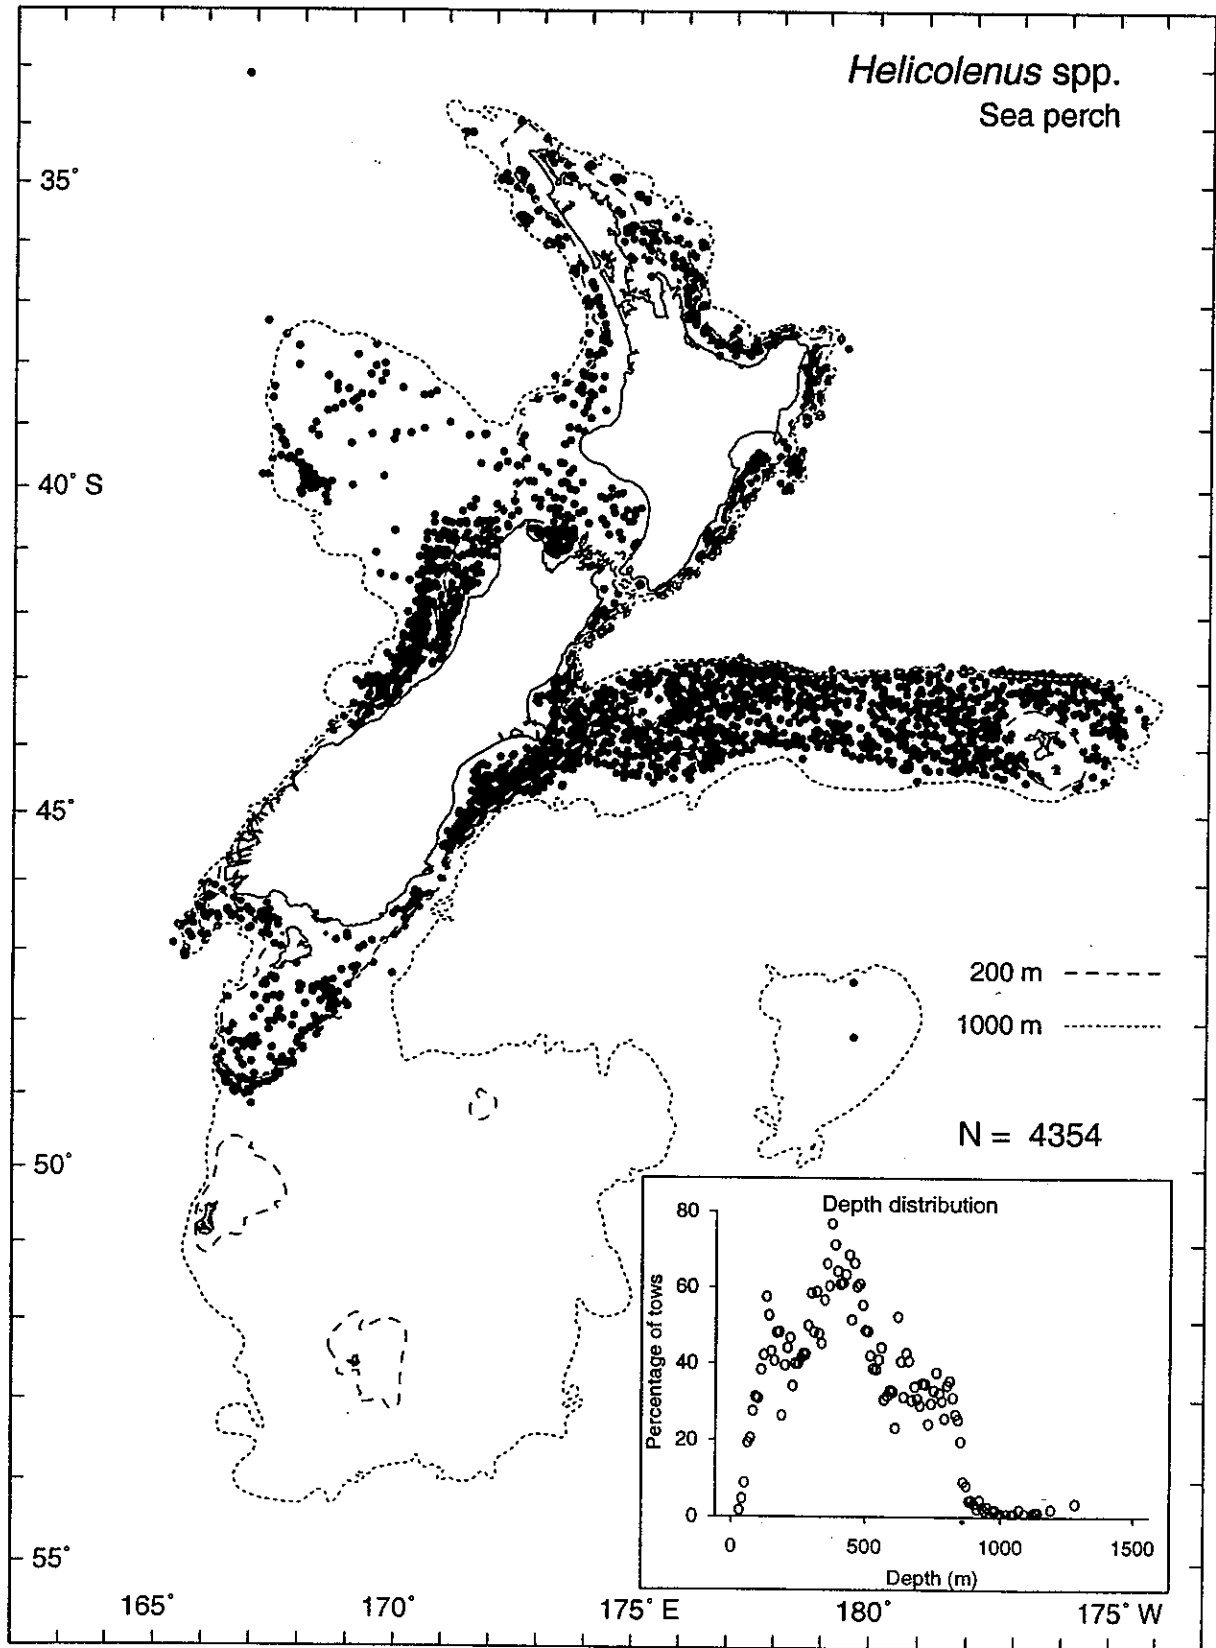 Helicolenus spp.
Sea perch
35°
40° S
45°
50°
55°
200 m
1000 m
N = 4354
Depth distribution
80
60
40
20
0
Percentage of tows
0 500 1000 1500
Depth (m)
165° 170° 175° E 180° 175° W